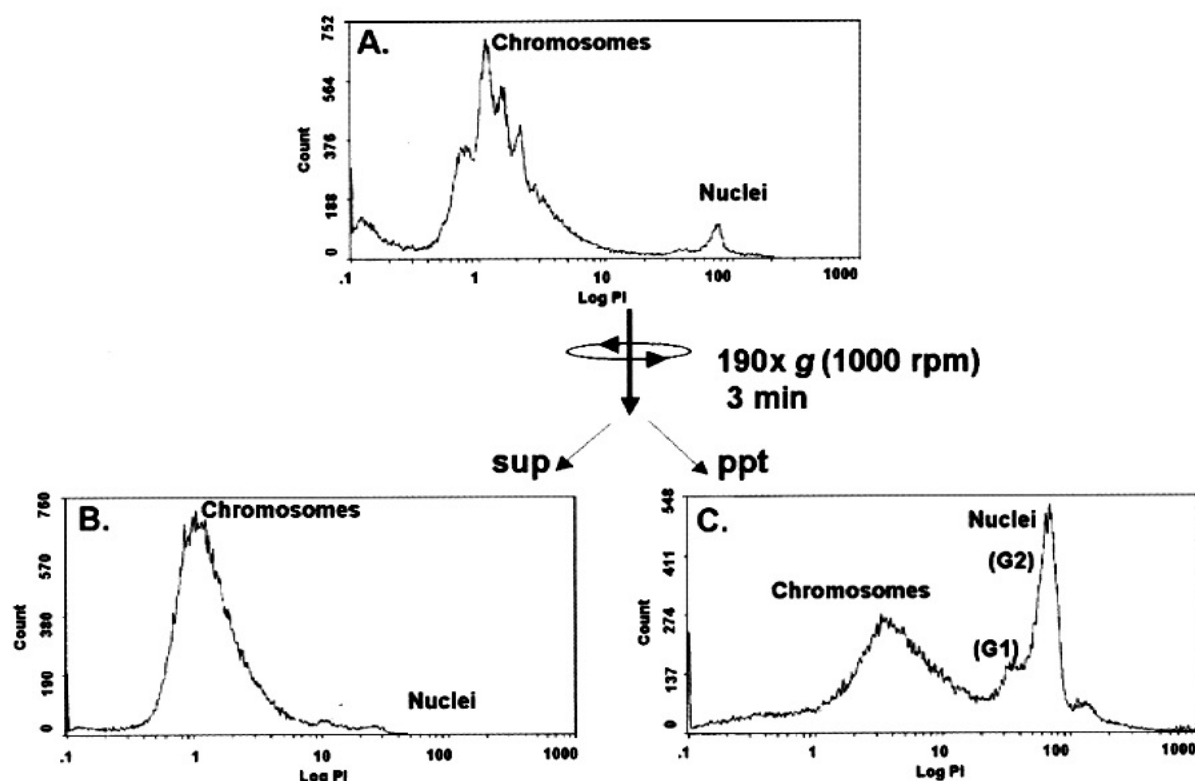 A.
Chromosomes
Nuclei
Count
752
564
376
188
0
.1 1 10 100 1000
Log PI
190x g (1000 rpm)
3 min
sup ppt
B.
Chromosomes
Nuclei
Count
760
570
380
190
0
.1 1 10 100 1000
Log PI
C.
Nuclei
(G2)
Chromosomes
(G1)
Count
548
411
274
137
0
.1 1 10 100 1000
Log PI